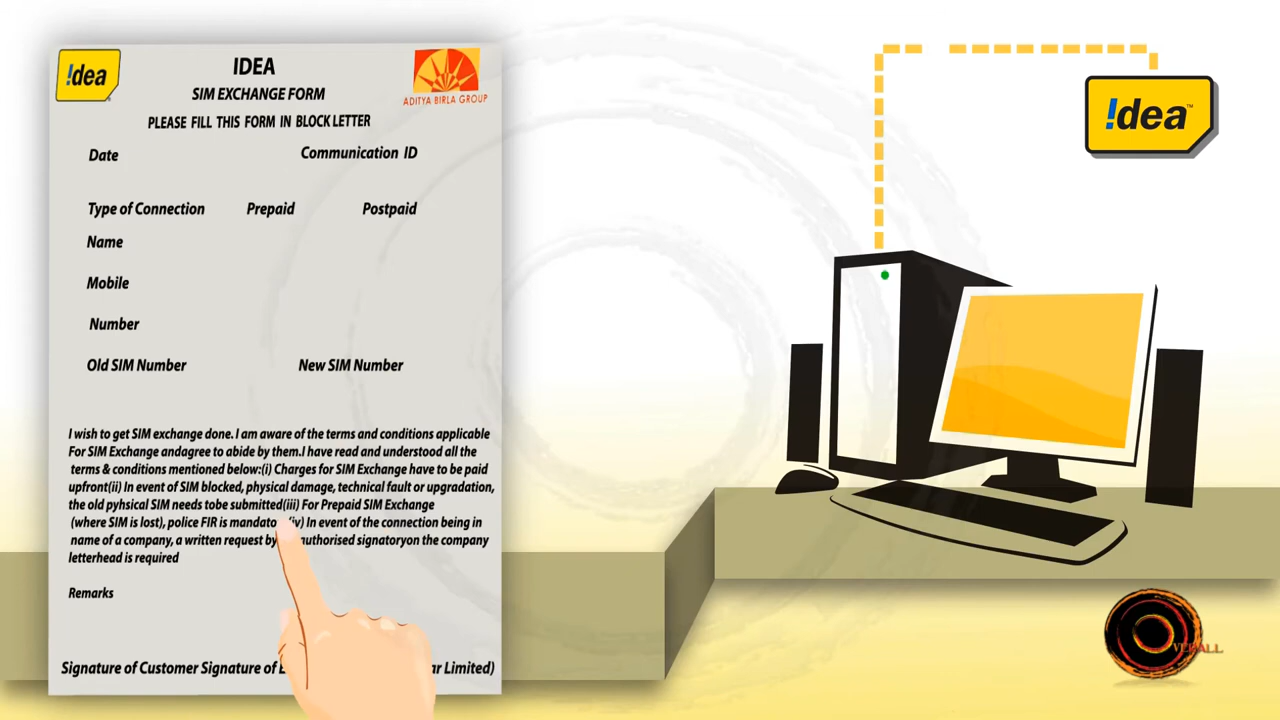 !dea
IDEA
SIM EXCHANGE FORM
ADITYA BIRLA GROUP
PLEASE FILL THIS FORM IN BLOCK LETTER
Date Communication ID
Type of Connection Prepaid Postpaid
Name
Mobile
Number
Old SIM Number New SIM Number
I wish to get SIM exchange done. I am aware of the terms and conditions applicable
For SIM Exchange andagree to abide by them.I have read and understood all the
terms & conditions mentioned below:(i) Charges for SIM Exchange have to be paid
upfront(ii) In event of SIM blocked, physical damage, technical fault or upgradation,
the old pyhsical SIM needs tobe submitted(iii) For Prepaid SIM Exchange
(where SIM is lost), police FIR is mandato iv) In event of the connection being in
name of a company, a written request by authorised signatoryon the company
letterhead is required
Remarks
Signature of Customer Signature of ar Limited)
!dea™